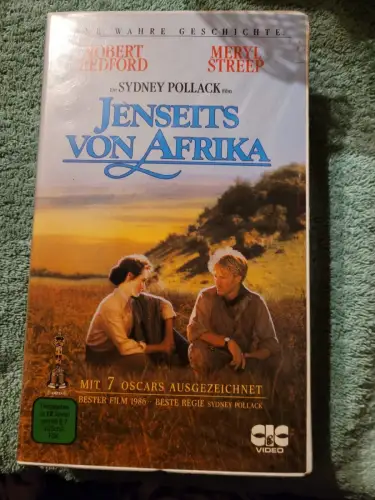 WAHRE GESCHICHTE
ROBERT REDFORD
MERYL STREEP
SYDNEY POLLACK Film
JENSEITS
VON AFRIKA
MIT 7 OSCARS AUSGEZEICHNET
BESTER FILM 1986 - BESTE REGIE SYDNEY POLLACK
CIC
VIDEO